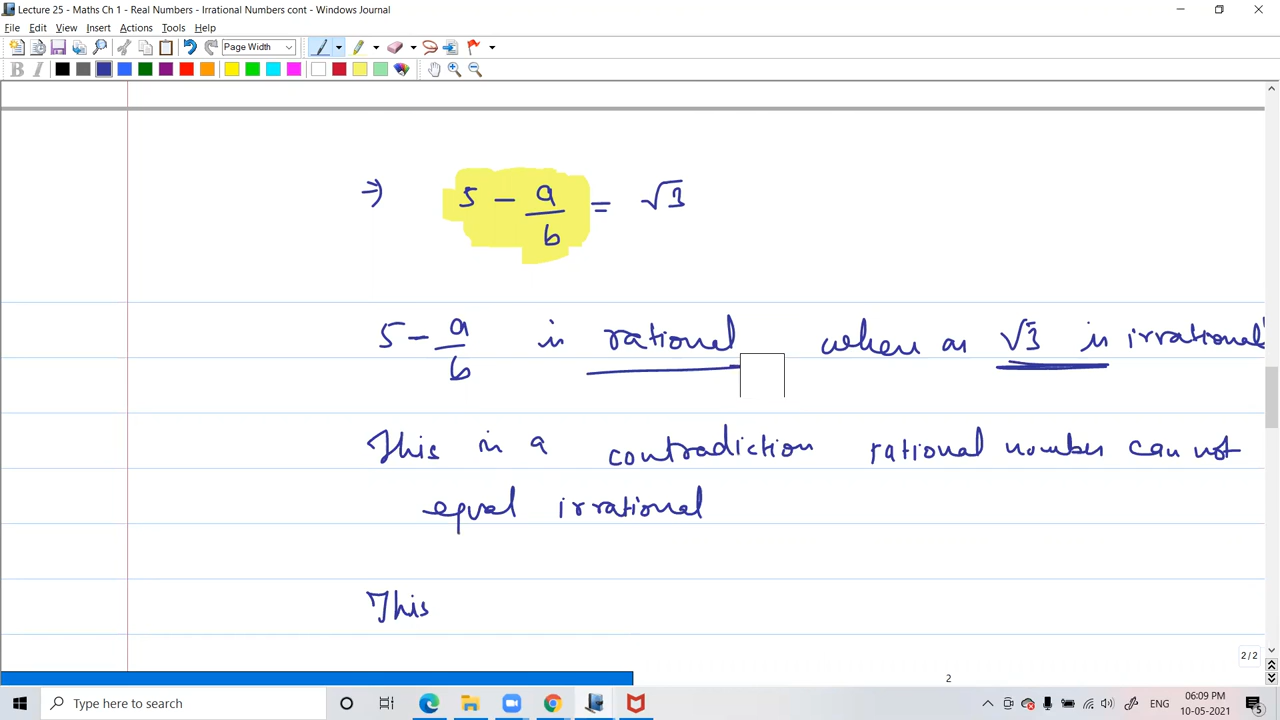 Lecture 25 - Maths Ch 1 - Real Numbers - Irrational Numbers cont - Windows Journal
File Edit View Insert Actions Tools Help
Page Width
B I
⇒ 5 - a/b = √3
5 - a/b is rational where as √3 is irrational
This is a contradiction rational number can not
equal irrational
This
2/2
2
Type here to search
ENG
06:09 PM
10-05-2021
5